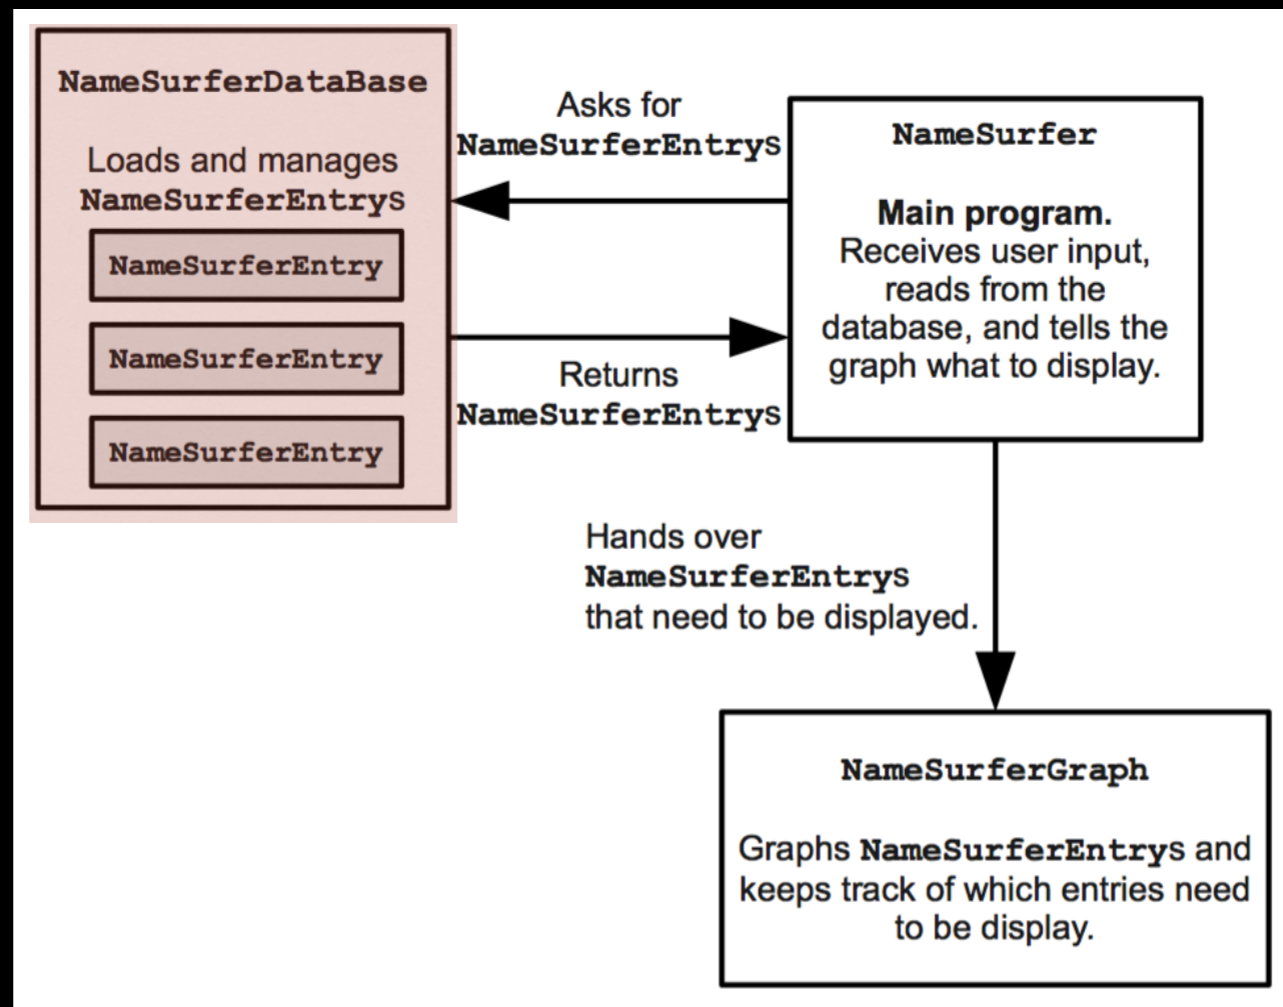 NameSurferDataBase
Loads and manages
NameSurferEntrys
NameSurferEntry
NameSurferEntry
NameSurferEntry
Asks for
NameSurferEntrys
Returns
NameSurferEntrys
NameSurfer
Main program.
Receives user input,
reads from the
database, and tells the
graph what to display.
Hands over
NameSurferEntrys
that need to be displayed.
NameSurferGraph
Graphs NameSurferEntrys and
keeps track of which entries need
to be display.